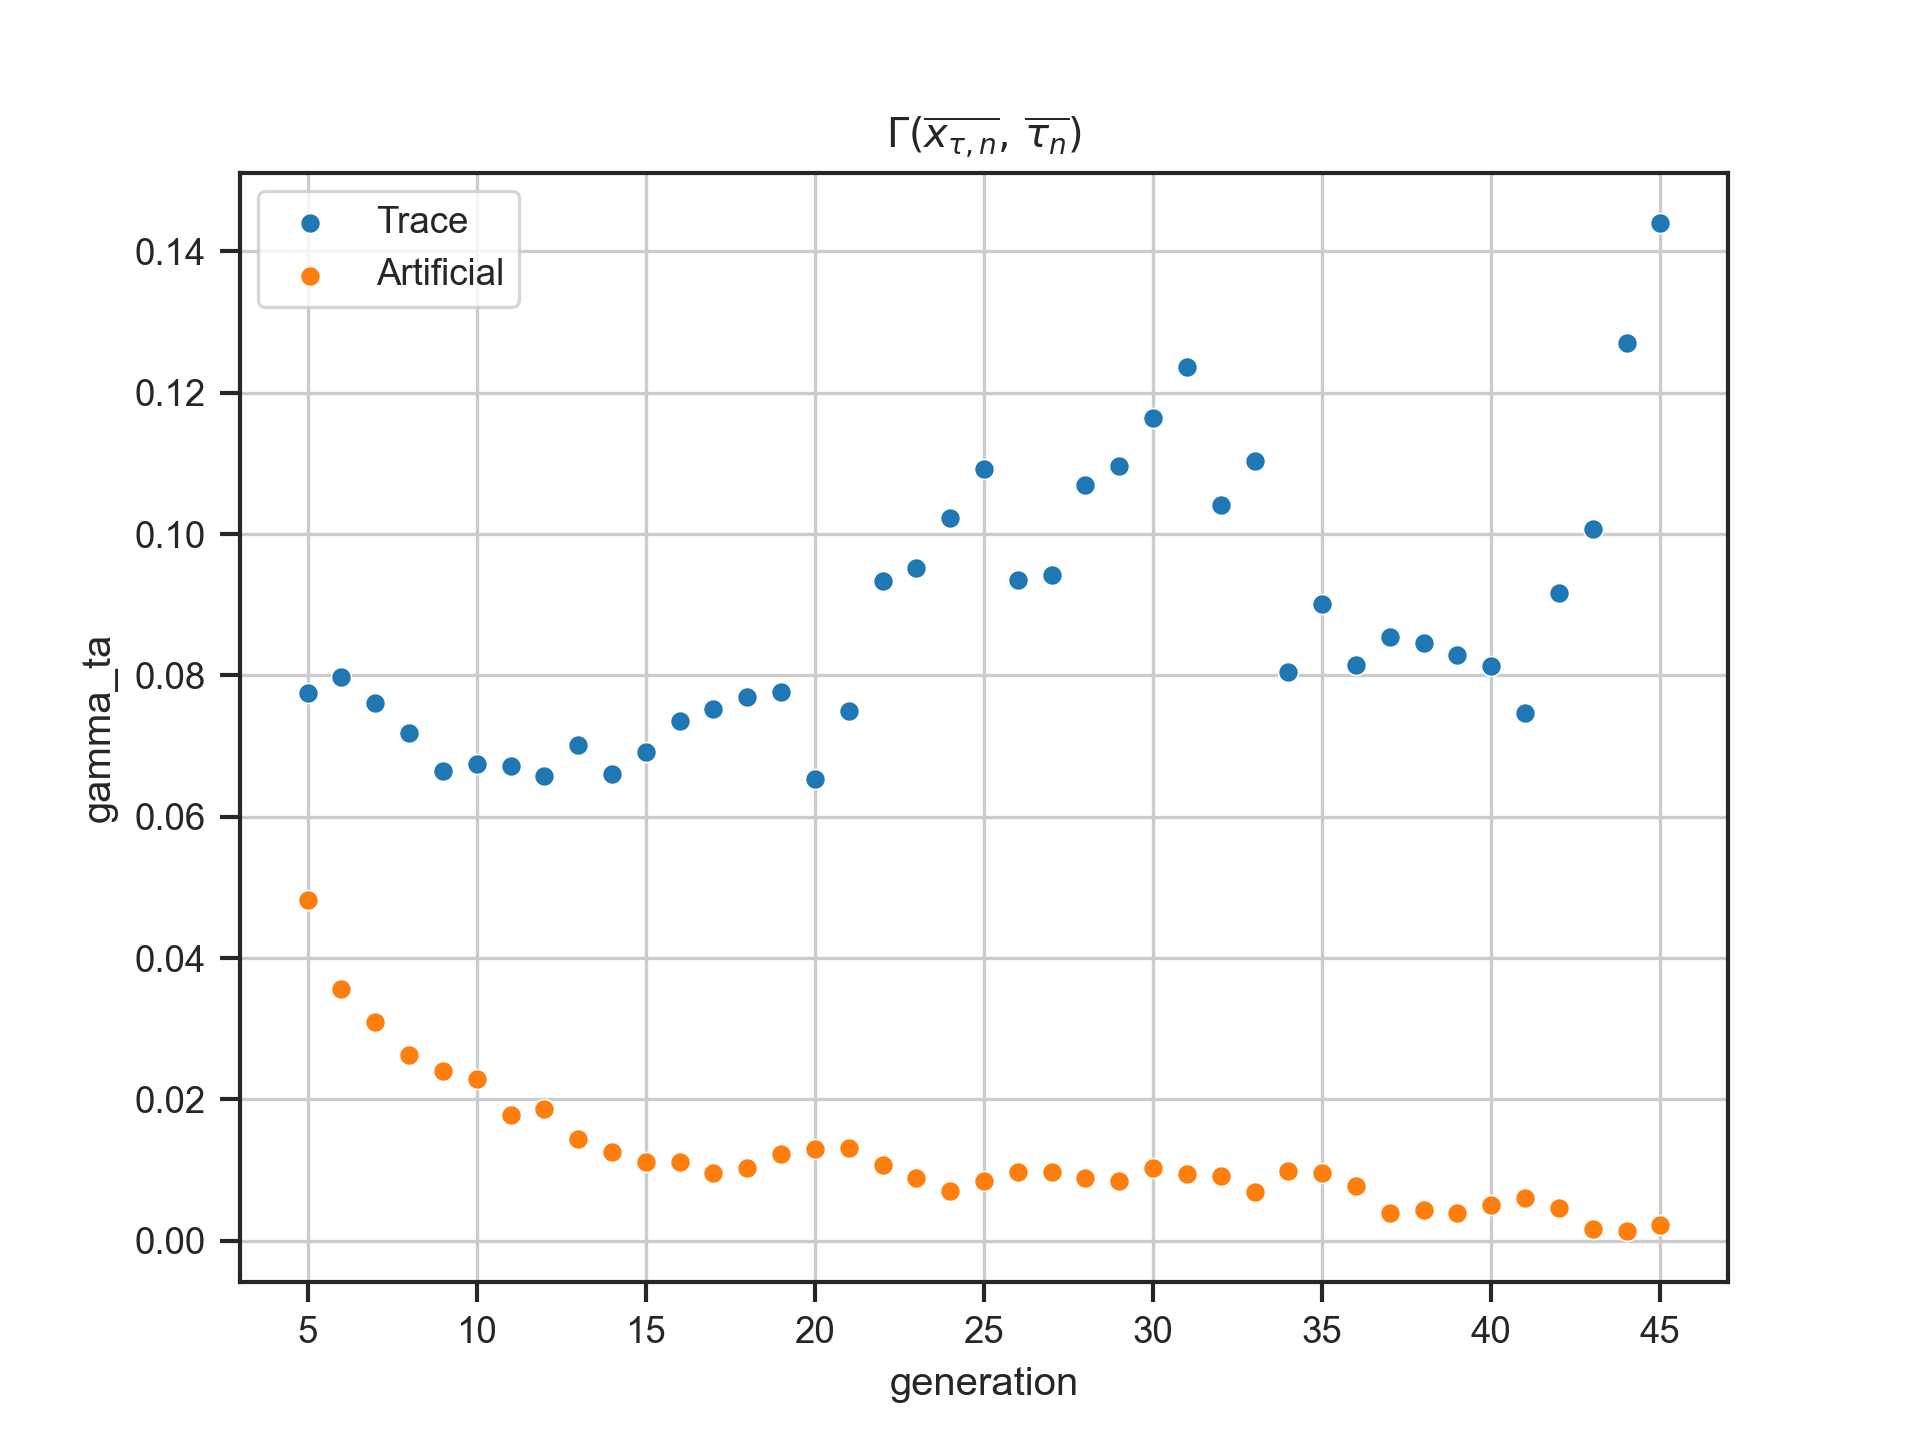 Γ(x̅_{τ, n}, τ̅_n)
Trace
Artificial
0.14
0.12
0.10
0.08
0.06
0.04
0.02
0.00
gamma_ta
5 10 15 20 25 30 35 40 45
generation